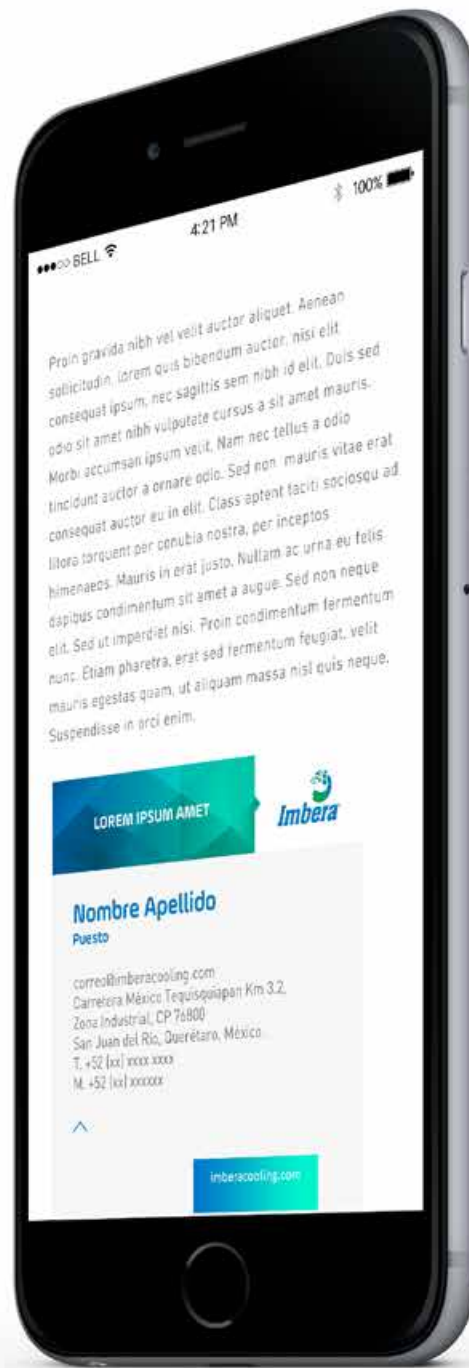 BELL 4:21 PM 100%
Proin gravida nibh vel velit auctor aliquet. Aenean
sollicitudin, lorem quis bibendum auctor, nisi elit
consequat ipsum, nec sagittis sem nibh id elit. Duis sed
odio sit amet nibh vulputate cursus a sit amet mauris.
Morbi accumsan ipsum velit. Nam nec tellus a odio
tincidunt auctor a ornare odio. Sed non mauris vitae erat
consequat auctor eu in elit. Class aptent taciti sociosqu ad
litora torquent per conubia nostra, per inceptos
himenaeos. Mauris in erat justo. Nullam ac urna eu felis
dapibus condimentum sit amet a augue. Sed non neque
elit. Sed ut imperdiet nisi. Proin condimentum fermentum
nunc. Etiam pharetra, erat sed fermentum feugiat, velit
mauris egestas quam, ut aliquam massa nisl quis neque.
Suspendisse in orci enim.
LOREM IPSUM AMET
Imbera
Nombre Apellido
Puesto
correo@imberacooling.com
Carretera México Tequisquiapan Km 3.2,
Zona Industrial, CP 76800
San Juan del Río, Querétaro, México.
T. +52 (xx) xxxx xxxx
M. +52 (xx) xxxxxx
imberacooling.com